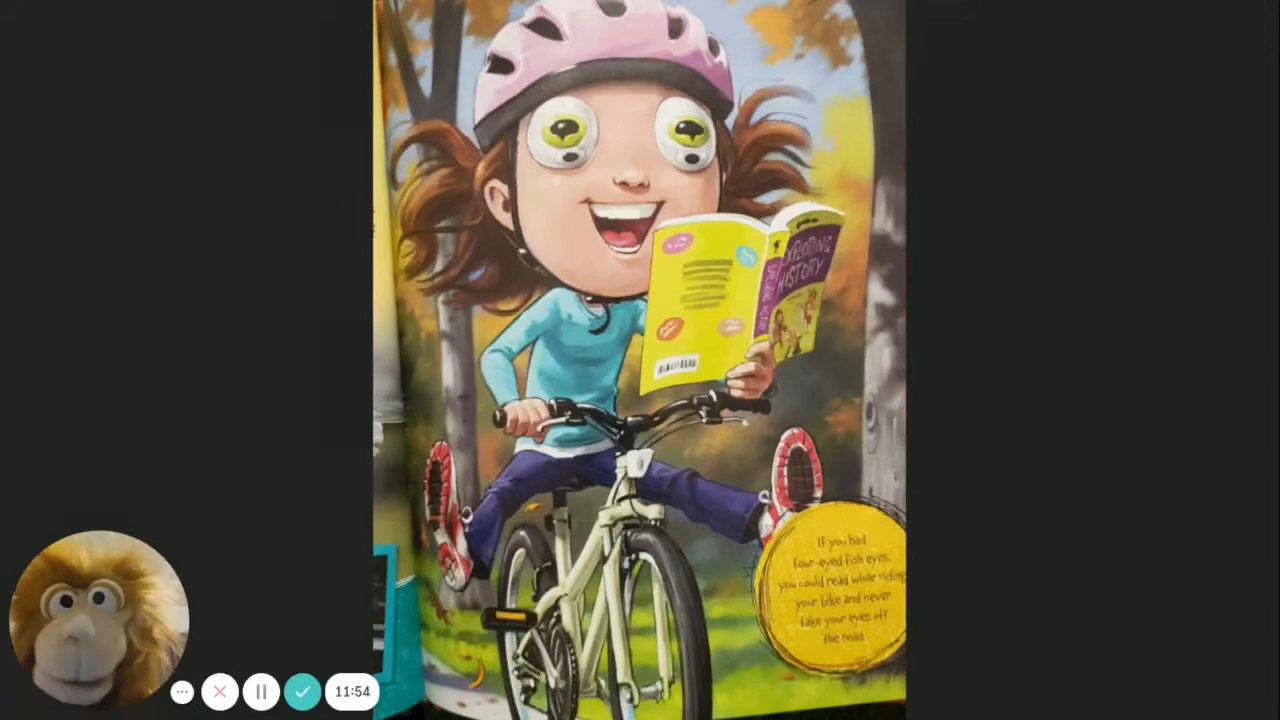 EXPLODING
HISTORY
If you had
four-eyed fish eyes,
you could read while riding
your bike and never
take your eyes off
the road.
11:54